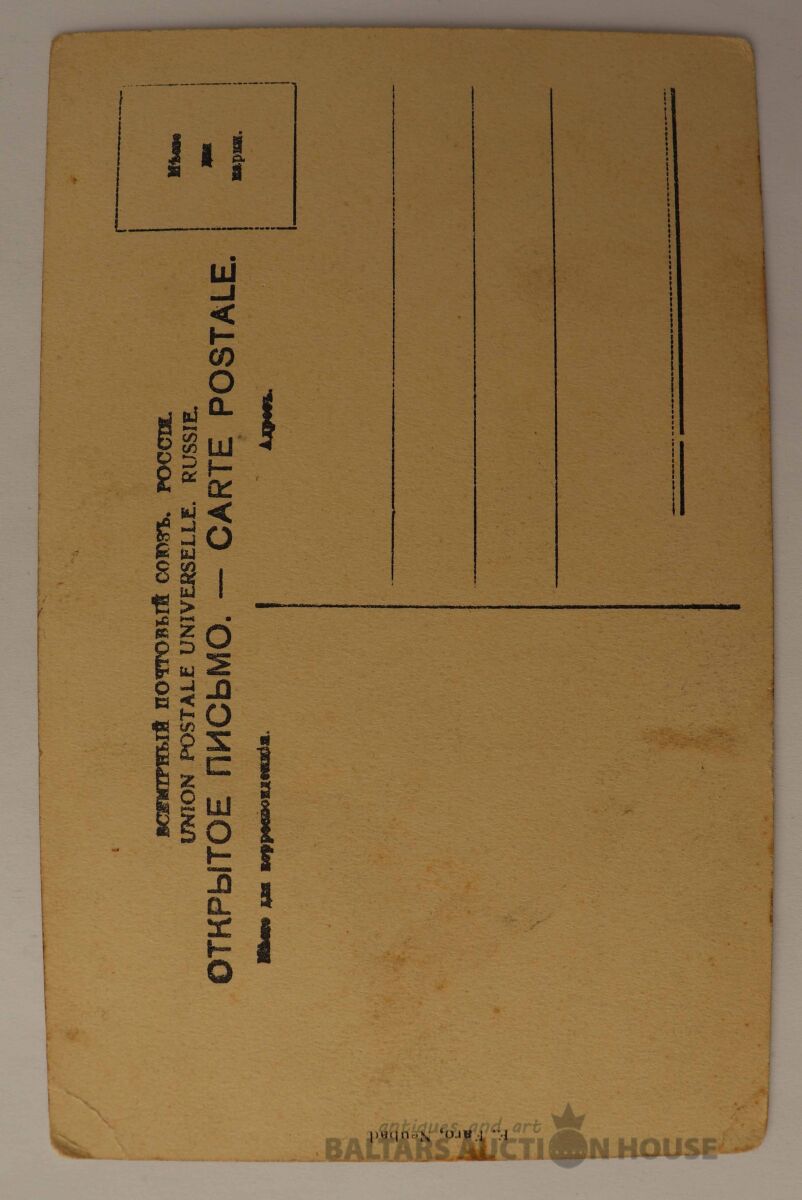 ВСЕМІРНЫЙ ПОЧТОВЫЙ СОЮЗЪ. РОССІЯ.
UNION POSTALE UNIVERSELLE. RUSSIE.
ОТКРЫТОЕ ПИСЬМО. — CARTE POSTALE.
Мѣсто
для
марки.
Мѣсто для корреспонденціи.
Адресъ.
Neubad
antiques and art
BALTARS AUCTION HOUSE